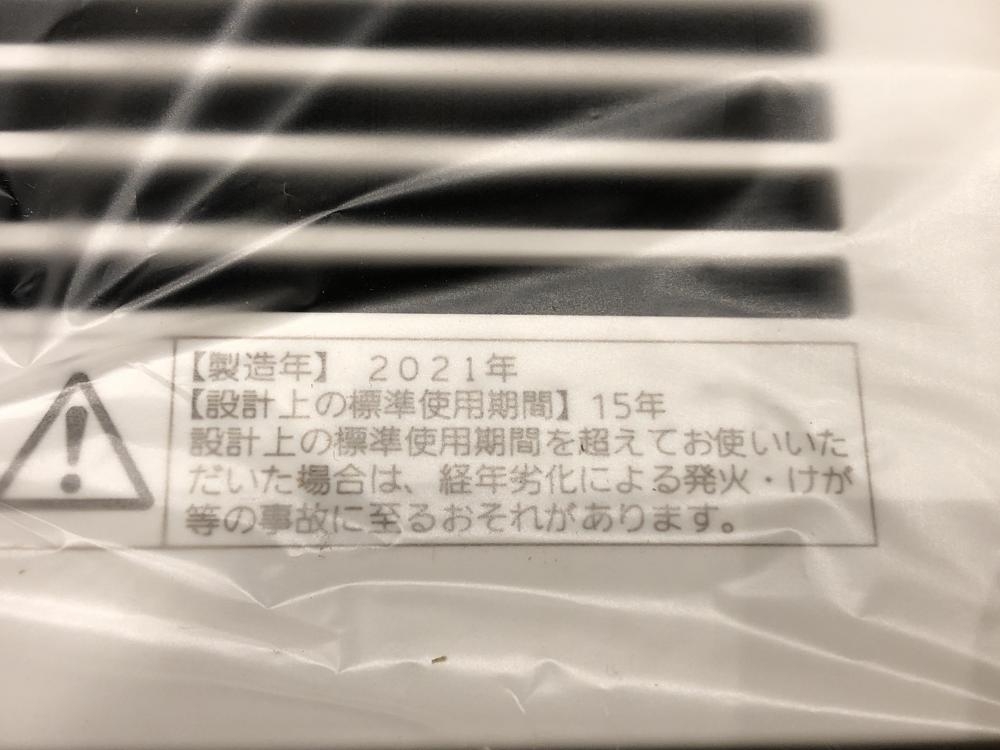 【製造年】 2021年
【設計上の標準使用期間】 15年
設計上の標準使用期間を超えてお使いいた
だいた場合は、経年劣化による発火・けが
等の事故に至るおそれがあります。